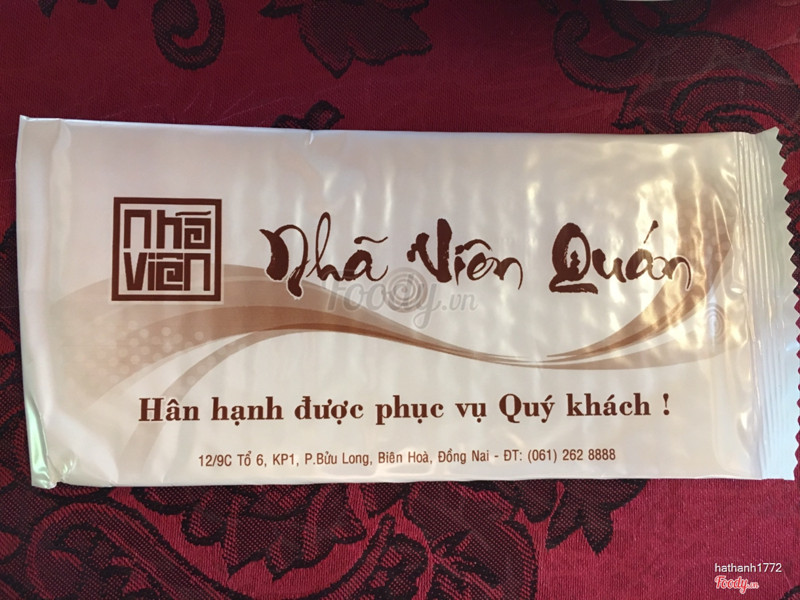 nhã
viên
Nhã Viên Quán
Foody.vn
Hân hạnh được phục vụ Quý khách !
12/9C Tổ 6, KP1, P.Bửu Long, Biên Hoà, Đồng Nai - ĐT: (061) 262 8888
hathanh1772
Foody.vn